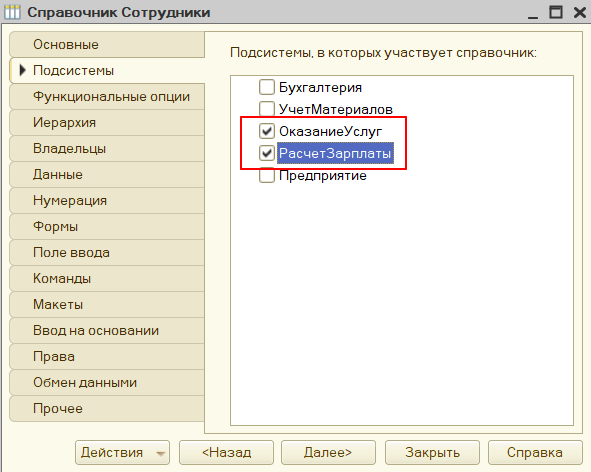 Справочник Сотрудники
Основные
Подсистемы
Функциональные опции
Иерархия
Владельцы
Данные
Нумерация
Формы
Поле ввода
Команды
Макеты
Ввод на основании
Права
Обмен данными
Прочее
Подсистемы, в которых участвует справочник:
Бухгалтерия
УчетМатериалов
ОказаниеУслуг
РасчетЗарплаты
Предприятие
Действия
<Назад
Далее>
Закрыть
Справка